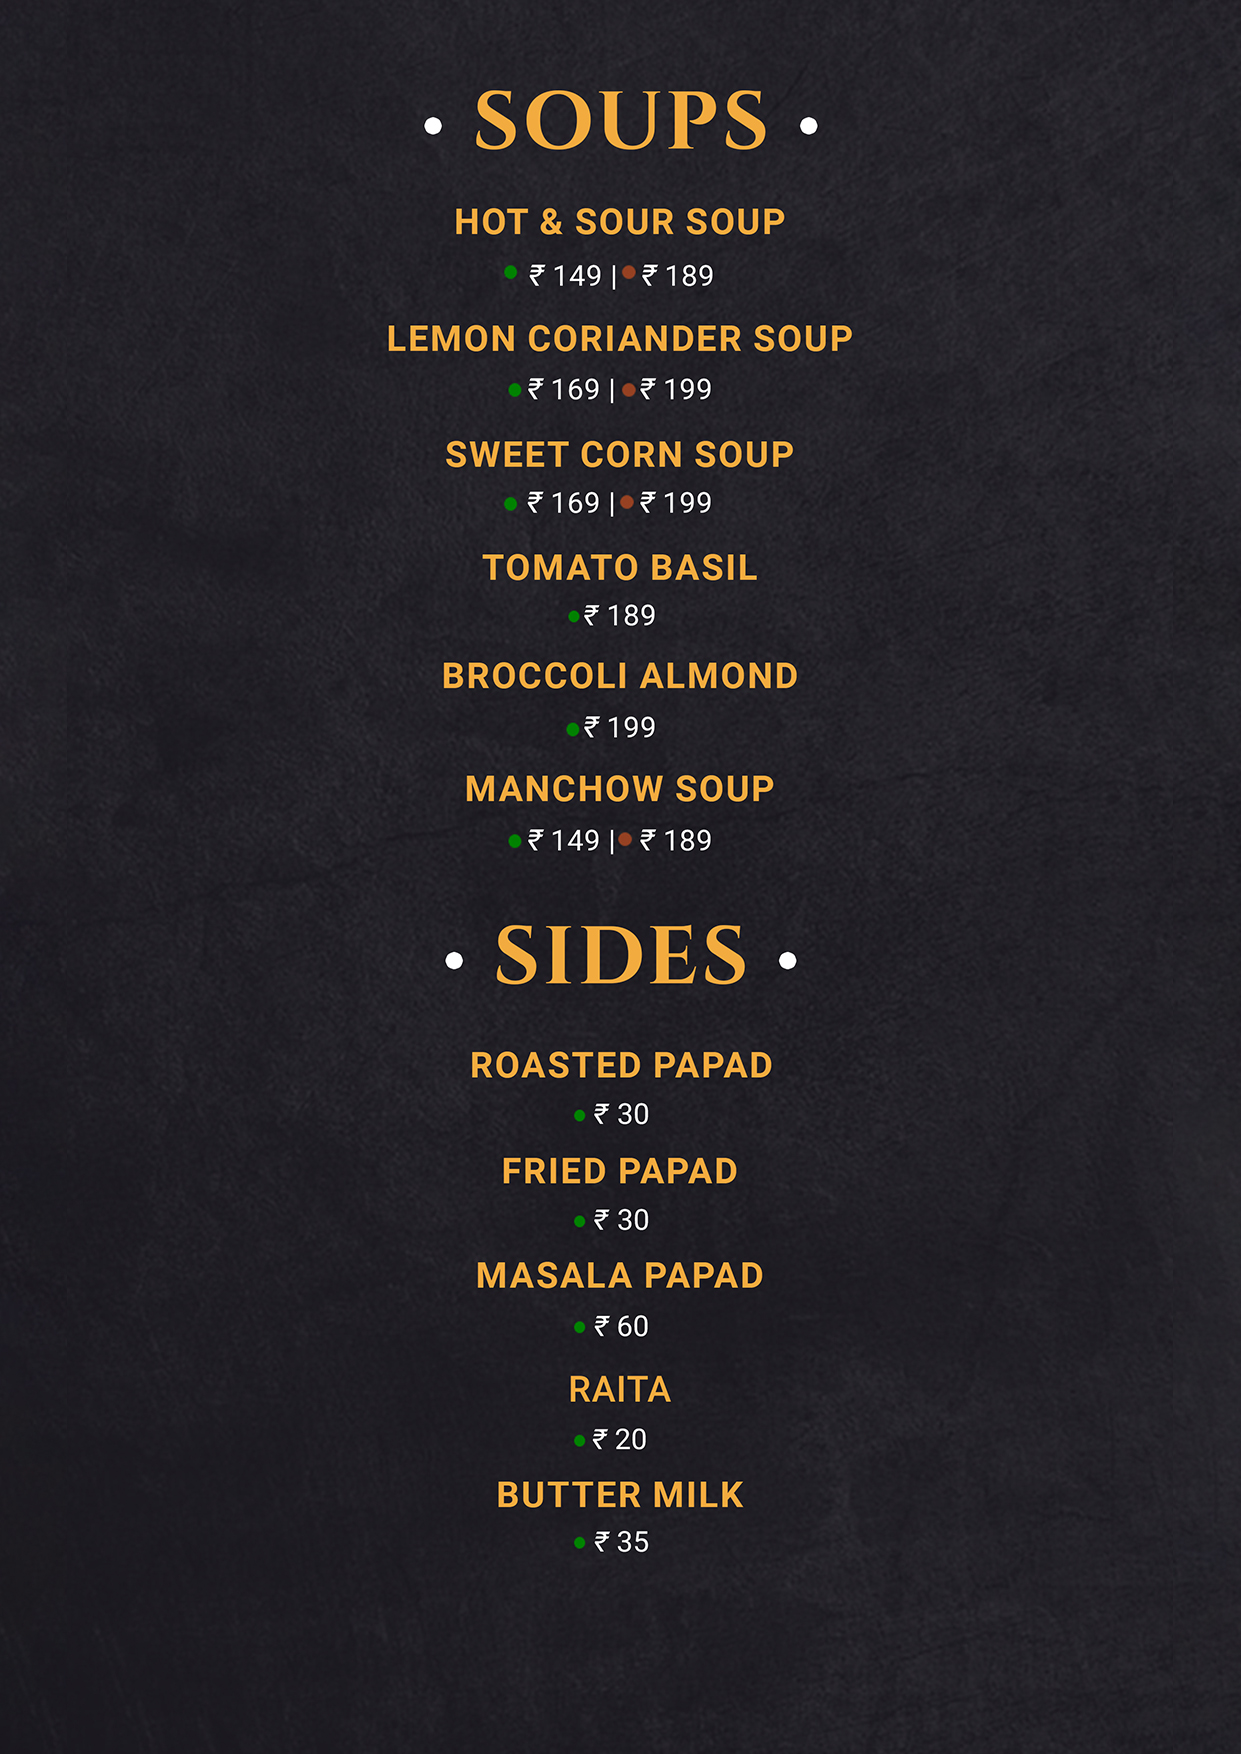 • SOUPS •
HOT & SOUR SOUP
● ₹ 149 | ● ₹ 189
LEMON CORIANDER SOUP
● ₹ 169 | ● ₹ 199
SWEET CORN SOUP
● ₹ 169 | ● ₹ 199
TOMATO BASIL
● ₹ 189
BROCCOLI ALMOND
● ₹ 199
MANCHOW SOUP
● ₹ 149 | ● ₹ 189
• SIDES •
ROASTED PAPAD
● ₹ 30
FRIED PAPAD
● ₹ 30
MASALA PAPAD
● ₹ 60
RAITA
● ₹ 20
BUTTER MILK
● ₹ 35